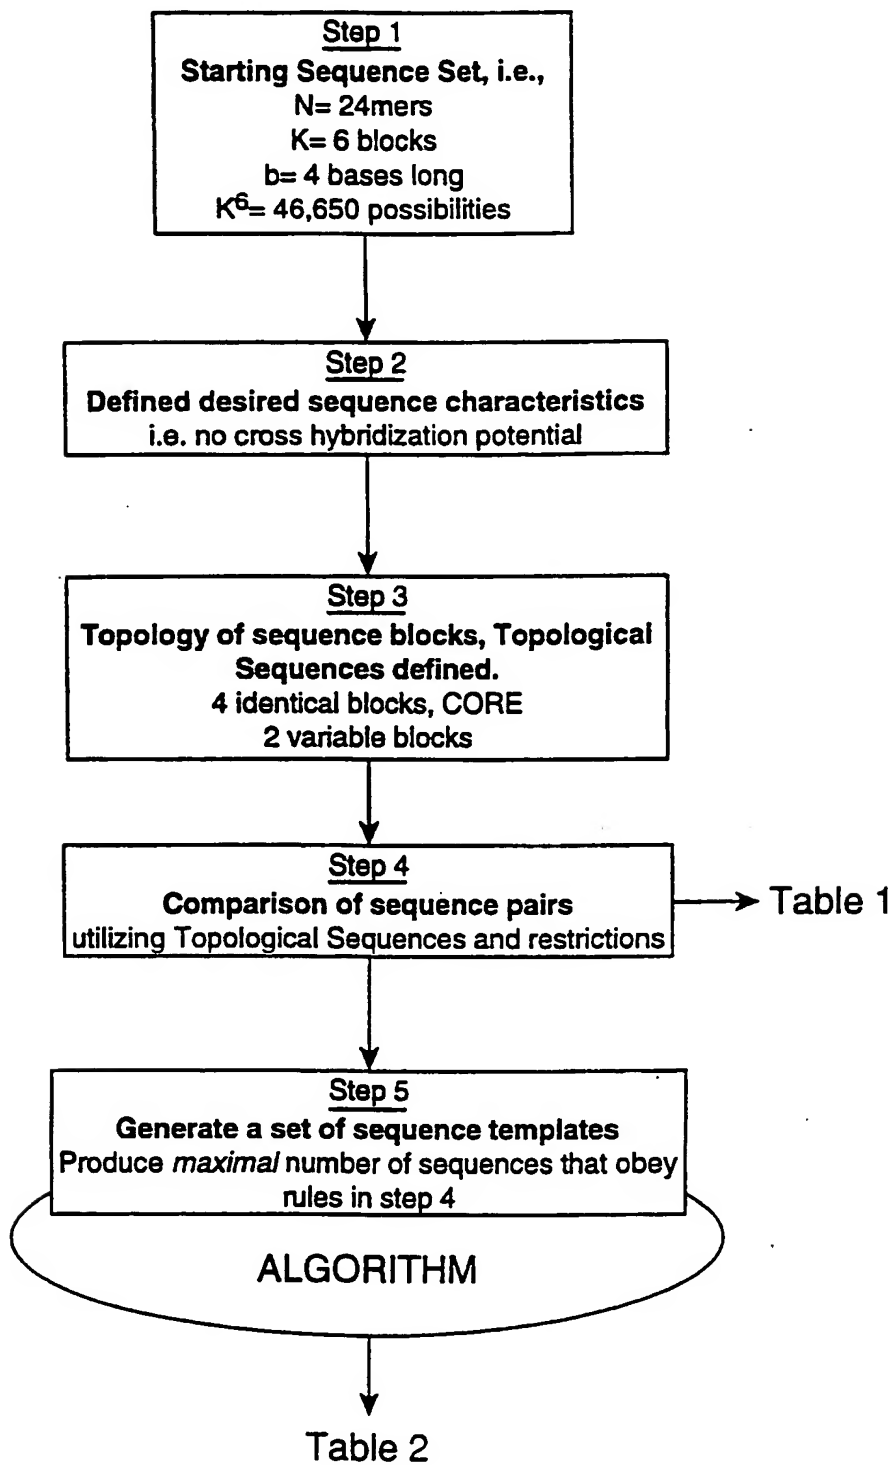 Step 1
Starting Sequence Set, i.e.,
N= 24mers
K= 6 blocks
b= 4 bases long
K6= 46,650 possibilities
Step 2
Defined desired sequence characteristics
i.e. no cross hybridization potential
Step 3
Topology of sequence blocks, Topological
Sequences defined.
4 identical blocks, CORE
2 variable blocks
Step 4
Comparison of sequence pairs
utilizing Topological Sequences and restrictions
Table 1
Step 5
Generate a set of sequence templates
Produce maximal number of sequences that obey
rules in step 4
ALGORITHM
Table 2